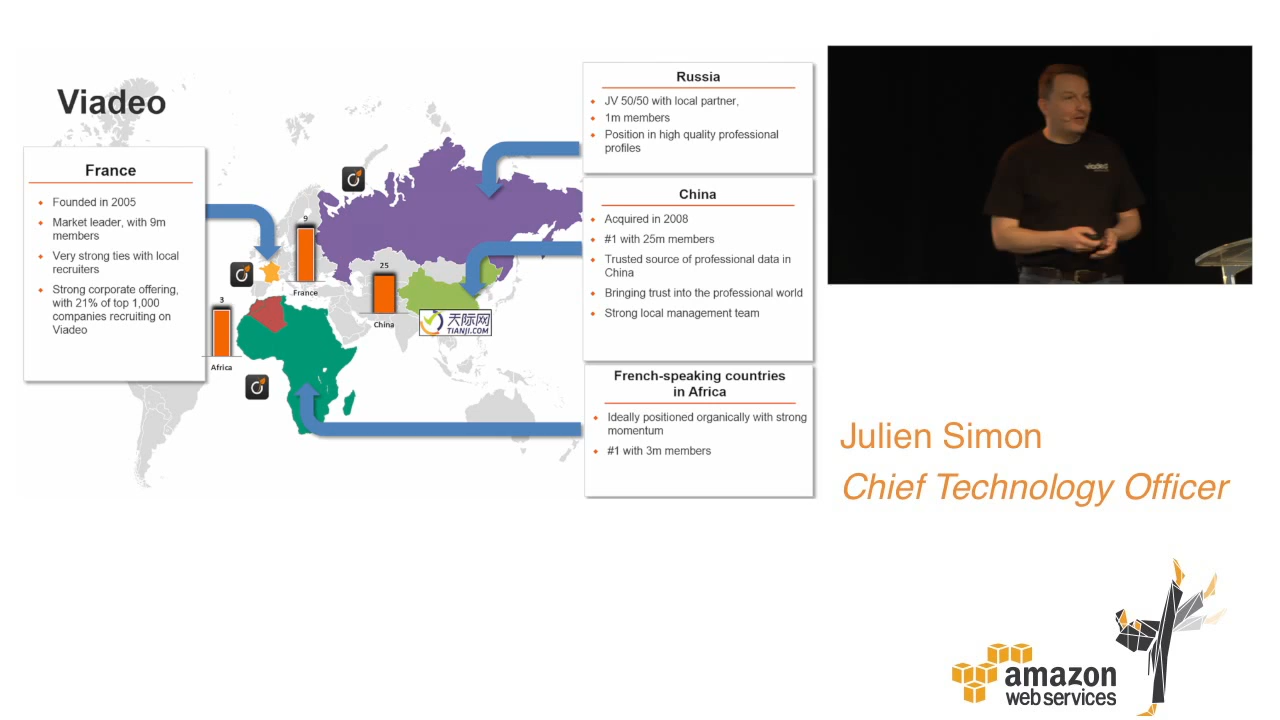 Viadeo
France
Founded in 2005
Market leader, with 9m
members
Very strong ties with local
recruiters
Strong corporate offering,
with 21% of top 1,000
companies recruiting on
Viadeo
3
Africa
9
France
25
China
天际网
TIANJI.COM
Russia
JV 50/50 with local partner,
1m members
Position in high quality professional
profiles
China
Acquired in 2008
#1 with 25m members
Trusted source of professional data in
China
Bringing trust into the professional world
Strong local management team
French-speaking countries
in Africa
Ideally positioned organically with strong
momentum
#1 with 3m members
viadeo
Julien Simon
Chief Technology Officer
amazon
web services